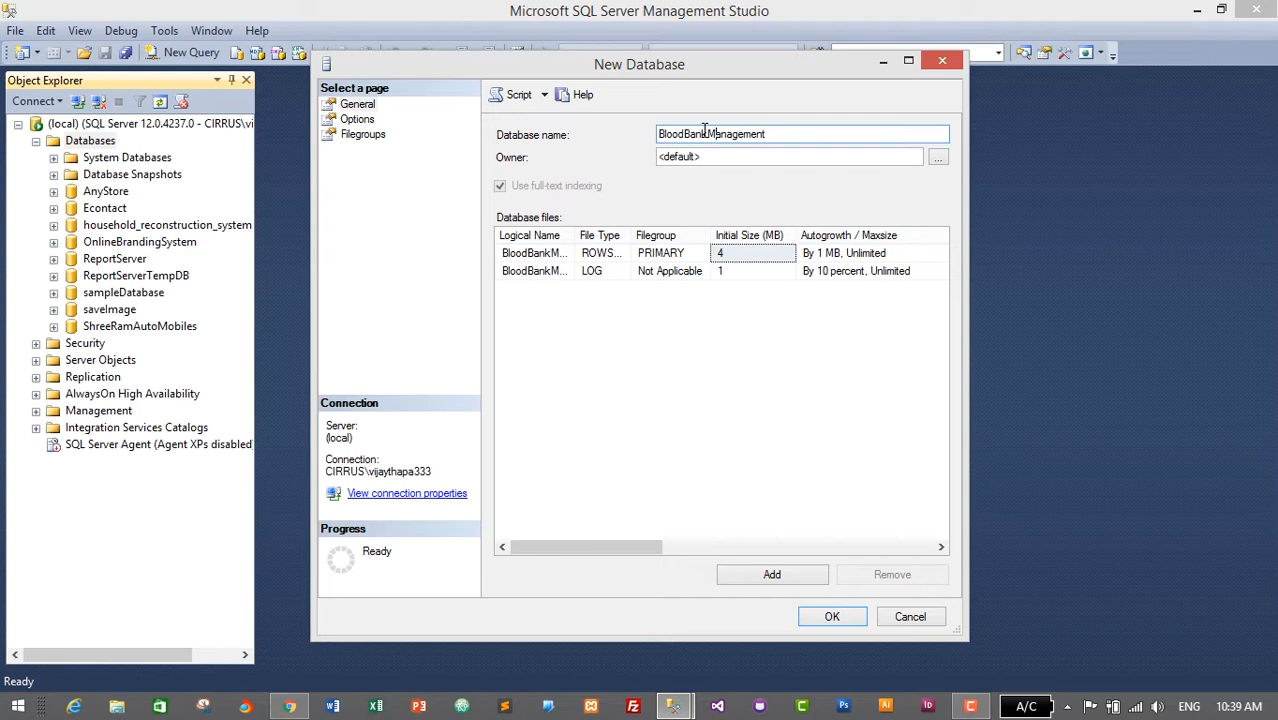 Microsoft SQL Server Management Studio
File Edit View Debug Tools Window Help
New Query
Object Explorer
Connect
(local) (SQL Server 12.0.4237.0 - CIRRUS\vi
Databases
System Databases
Database Snapshots
AnyStore
Econtact
household_reconstruction_system
OnlineBrandingSystem
ReportServer
ReportServerTempDB
sampleDatabase
saveImage
ShreeRamAutoMobiles
Security
Server Objects
Replication
AlwaysOn High Availability
Management
Integration Services Catalogs
SQL Server Agent (Agent XPs disabled)
New Database
Select a page
General
Options
Filegroups
Script Help
Database name: BloodBankManagement
Owner: <default>
...
Use full-text indexing
Database files:
Logical Name File Type Filegroup Initial Size (MB) Autogrowth / Maxsize
BloodBankM... ROWS... PRIMARY 4 By 1 MB, Unlimited
BloodBankM... LOG Not Applicable 1 By 10 percent, Unlimited
Connection
Server:
(local)
Connection:
CIRRUS\vijaythapa333
View connection properties
Progress
Ready
Add Remove
OK Cancel
Ready
A/C ENG 10:39 AM